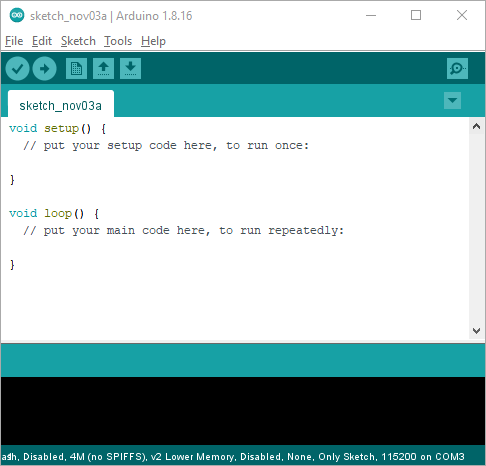 sketch_nov03a | Arduino 1.8.16
File Edit Sketch Tools Help
sketch_nov03a
void setup() {
  // put your setup code here, to run once:
}
void loop() {
  // put your main code here, to run repeatedly:
}
ash, Disabled, 4M (no SPIFFS), v2 Lower Memory, Disabled, None, Only Sketch, 115200 on COM3